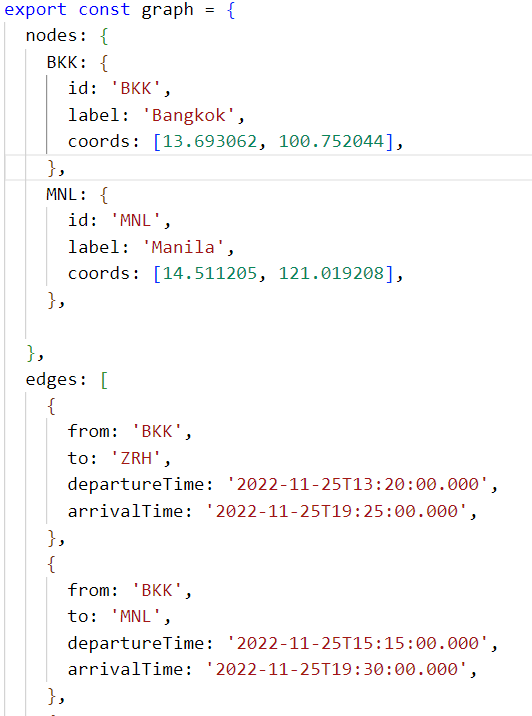 export const graph = {
  nodes: {
    BKK: {
      id: 'BKK',
      label: 'Bangkok',
      coords: [13.693062, 100.752044],
    },
    MNL: {
      id: 'MNL',
      label: 'Manila',
      coords: [14.511205, 121.019208],
    },

  },
  edges: [
    {
      from: 'BKK',
      to: 'ZRH',
      departureTime: '2022-11-25T13:20:00.000',
      arrivalTime: '2022-11-25T19:25:00.000',
    },
    {
      from: 'BKK',
      to: 'MNL',
      departureTime: '2022-11-25T15:15:00.000',
      arrivalTime: '2022-11-25T19:30:00.000',
    },